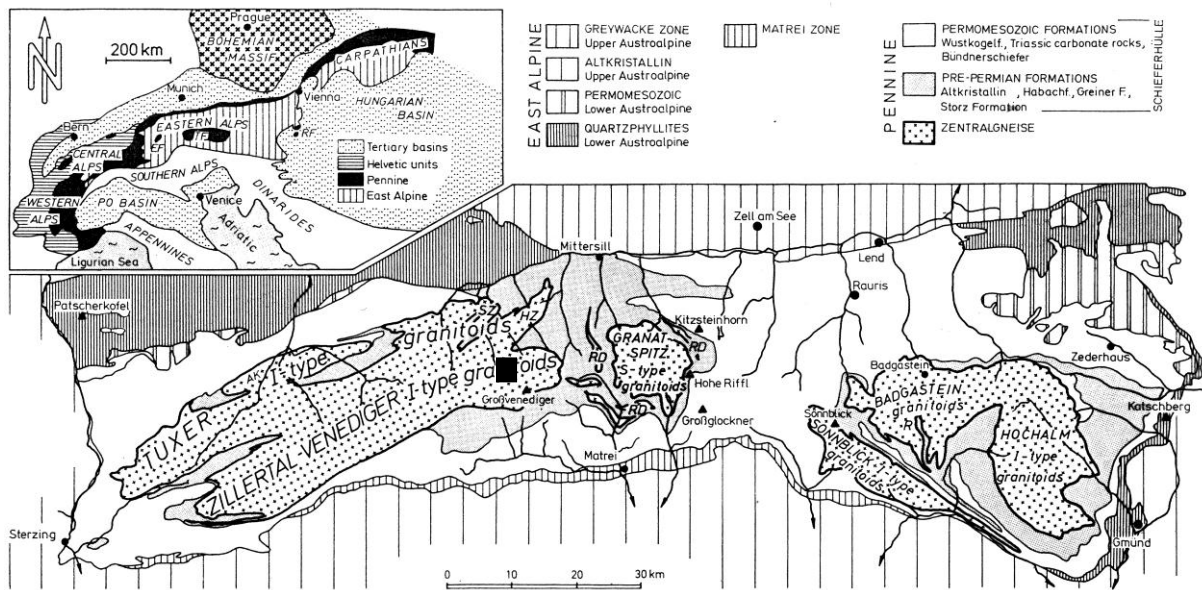 Prague
200 km
BOHEMIAN
MASSIF
CARPATHIANS
Munich
Vienna
HUNGARIAN
BASIN
Bern
EASTERN ALPS
EF
TF
RF
CENTRAL
ALPS
SOUTHERN ALPS
WESTERN
ALPS
PO BASIN
Venice
DINARIDES
APPENNINES
Adriatic
Ligurian Sea
Tertiary basins
Helvetic units
Pennine
East Alpine
EAST ALPINE
GREYWACKE ZONE
Upper Austroalpine
ALTKRISTALLIN
Upper Austroalpine
PERMOMESOZOIC
Lower Austroalpine
QUARTZPHYLLITES
Lower Austroalpine
MATREI ZONE
PENNINE
PERMOMESOZOIC FORMATIONS
Wustkogelf., Triassic carbonate rocks,
Bündnerschiefer
PRE-PERMIAN FORMATIONS
Altkristallin , Habachf., Greiner F.,
Storz Formation
ZENTRALGNEISE
SCHIEFERHÜLLE
Zell am See
Mittersill
Lend
Patscherkofel
Rauris
SZ
HZ
Kitzsteinhorn
TUXER I-type granitoids
AK
ZILLERTAL VENEDIGER I-type granitoids
Großvenediger
RD
RD
RD
GRANAT
SPITZ
S-type
granitoids
Hohe Riffl
Großglockner
Zederhaus
Badgastein
BADGASTEIN
granitoids
R
Katschberg
Sonnblick
SONNBLICK I-type
granitoids
HOCHALM
I-type
granitoids
Matrei
Sterzing
Gmünd
0 10 20 30 km